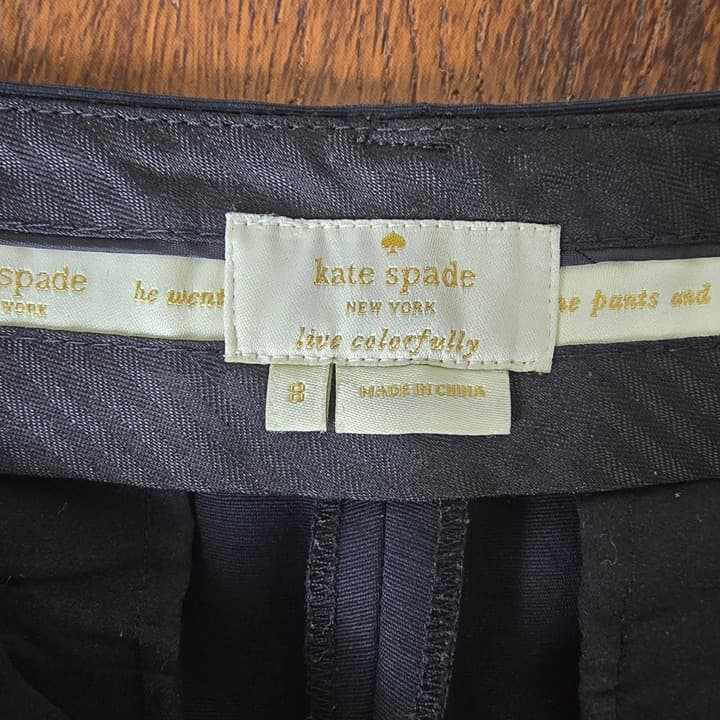 spade
YORK
he went
kate spade
NEW YORK
live colorfully
pants and
8
MADE IN CHINA